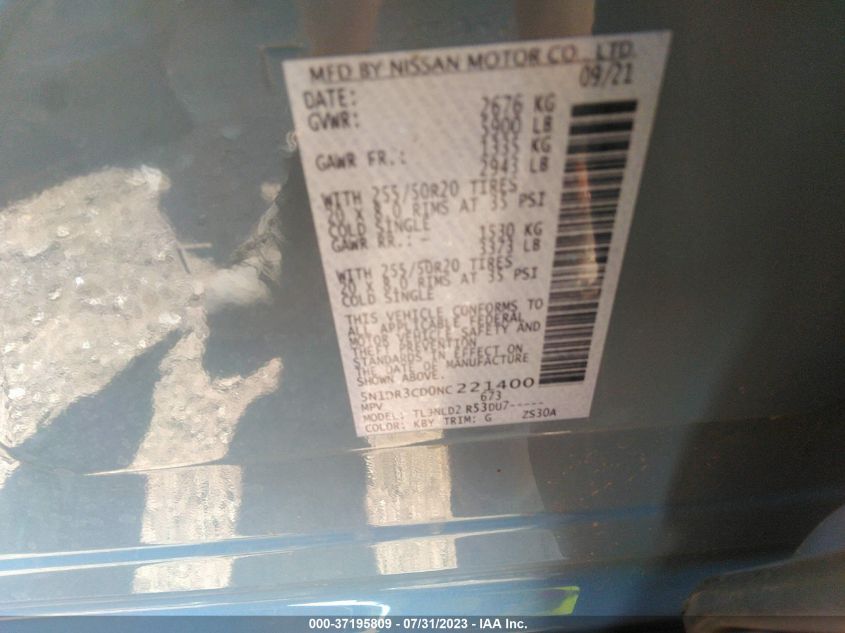 MFD BY NISSAN MOTOR CO., LTD.
DATE: 09/21
GVWR: 2676 KG
5900 LB
GAWR FR.: 1335 KG
2943 LB
WITH 255/50R20 TIRES
20 X 8.0 RIMS AT 35 PSI
COLD SINGLE
GAWR RR.: - 1530 KG
3373 LB
WITH 255/50R20 TIRES
20 X 8.0 RIMS AT 35 PSI
COLD SINGLE
THIS VEHICLE CONFORMS TO
ALL APPLICABLE FEDERAL
MOTOR VEHICLE SAFETY AND
THEFT PREVENTION
STANDARDS IN EFFECT ON
THE DATE OF MANUFACTURE
SHOWN ABOVE
5N1DR3CD0NC221400
MPV 673
MODEL: TL3NLD2 R53DU7-----
COLOR: KBY TRIM: G ZS30A
000-37195809 - 07/31/2023 - © IAA Inc.